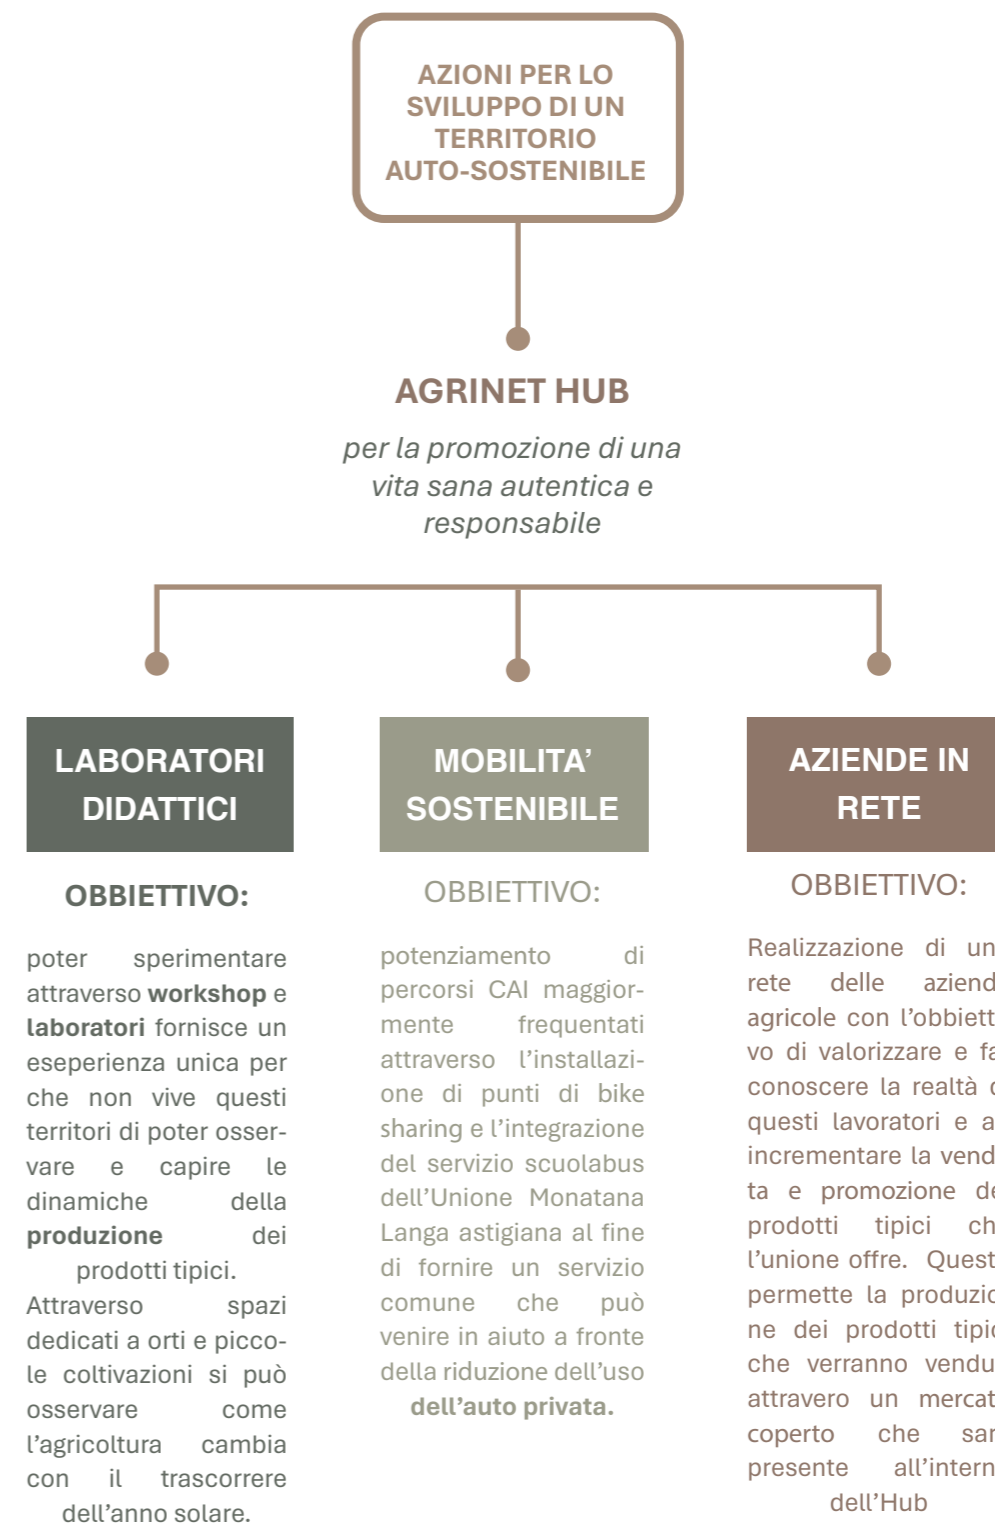 AZIONI PER LO
SVILUPPO DI UN
TERRITORIO
AUTO-SOSTENIBILE
AGRINET HUB
per la promozione di una
vita sana autentica e
responsabile
LABORATORI
DIDATTICI
OBBIETTIVO:
poter sperimentare
attraverso workshop e
laboratori fornisce un
eseperienza unica per
che non vive questi
territori di poter osser-
vare e capire le
dinamiche della
produzione dei
prodotti tipici.
Attraverso spazi
dedicati a orti e picco-
le coltivazioni si può
osservare come
l'agricoltura cambia
con il trascorrere
dell'anno solare.
MOBILITA'
SOSTENIBILE
OBBIETTIVO:
potenziamento di
percorsi CAI maggior-
mente frequentati
attraverso l'installazi-
one di punti di bike
sharing e l'integrazione
del servizio scuolabus
dell'Unione Monatana
Langa astigiana al fine
di fornire un servizio
comune che può
venire in aiuto a fronte
della riduzione dell'uso
dell'auto privata.
AZIENDE IN
RETE
OBBIETTIVO:
Realizzazione di
rete delle
agricole con
vo di valorizzare e
conoscere la realtà
questi lavoratori e
incrementare la
ta e promozione
prodotti tipici
l'unione offre.
permette la
ne dei prodotti
che verranno
attravero un
coperto che
presente
dell'Hub